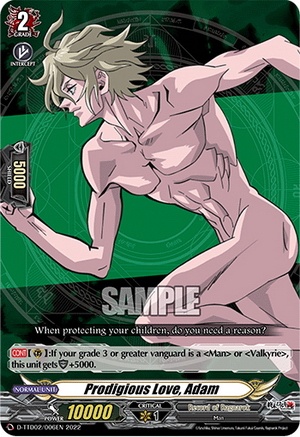 2
GRADE
INTERCEPT
5000
SHIELD
SAMPLE
When protecting your children, do you need a reason?
CONT [ ]:If your grade 3 or greater vanguard is a <Man> or <Valkyrie>,
this unit gets +5000.
NORMAL UNIT
Prodigious Love, Adam
POWER 10000
CRITICAL
1
Record of Ragnarok
Man
D-TTD02/006EN 2022